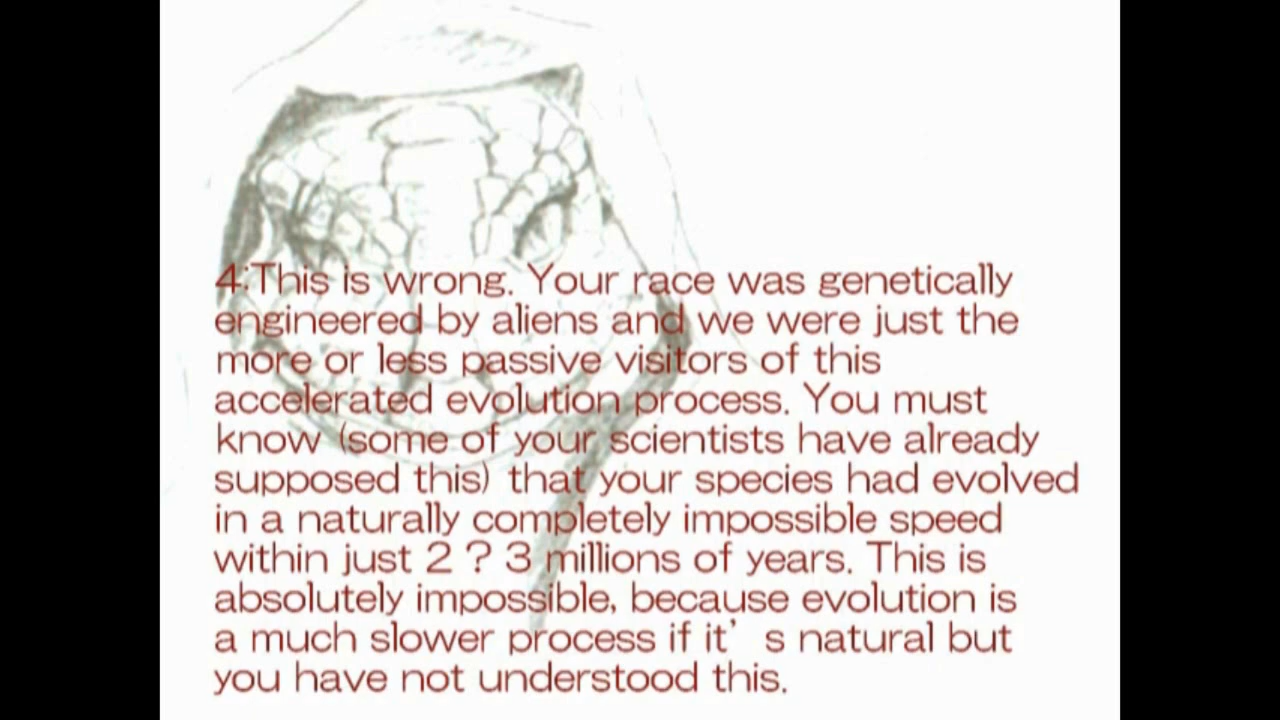 4:This is wrong. Your race was genetically
engineered by aliens and we were just the
more or less passive visitors of this
accelerated evolution process. You must
know (some of your scientists have already
supposed this) that your species had evolved
in a naturally completely impossible speed
within just 2 ? 3 millions of years. This is
absolutely impossible, because evolution is
a much slower process if it’ s natural but
you have not understood this.